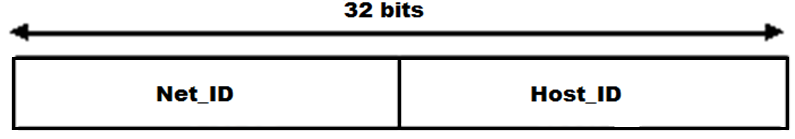 32 bits
Net_ID Host_ID